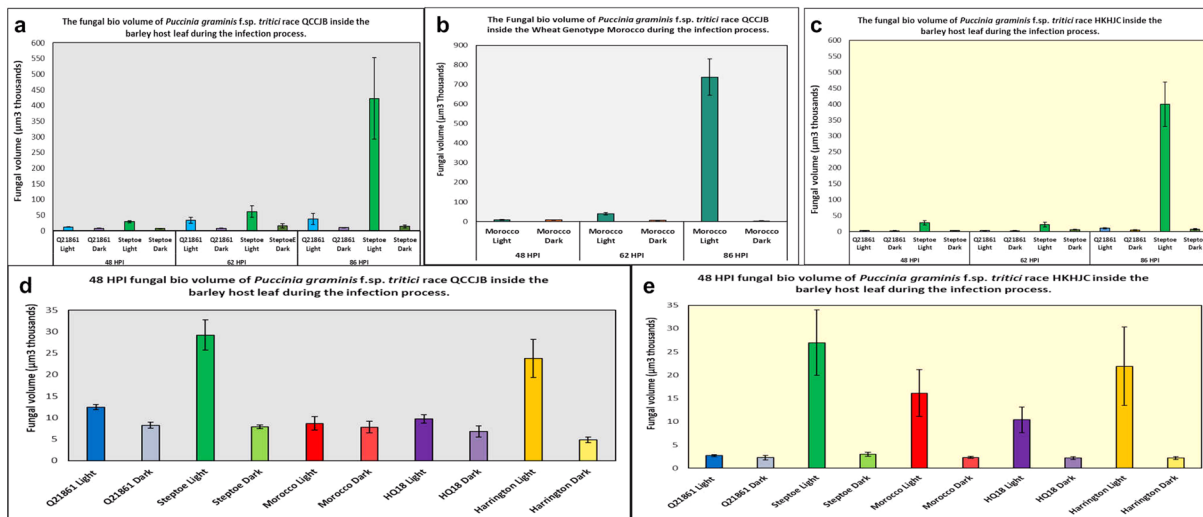 a
The fungal bio volume of Puccinia graminis f.sp. tritici race QCCJB inside the
barley host leaf during the infection process.
Fungal volume (µm3 thousands)
600
550
500
450
400
350
300
250
200
150
100
50
0
Q21861 Light
Q21861 Dark
Steptoe Light
Steptoe Dark
Q21861 Light
Q21861 Dark
Steptoe Light
Steptoe Dark
Q21861 Light
Q21861 Dark
Steptoe Light
Steptoe Dark
48 HPI
62 HPI
86 HPI
b
The Fungal bio volume of Puccinia graminis f.sp. tritici race QCCJB
inside the Wheat Genotype Morocco during the infection process.
Fungal volume (µm3 Thousands)
900
800
700
600
500
400
300
200
100
0
Morocco Light
Morocco Dark
Morocco Light
Morocco Dark
Morocco Light
Morocco Dark
48 HPI
62 HPI
86 HPI
c
The fungal bio volume of Puccinia graminis f.sp. tritici race HKHJC inside the
barley host leaf during the infection process.
Fungal volume (µm3 thousands)
600
550
500
450
400
350
300
250
200
150
100
50
0
Q21861 Light
Q21861 Dark
Steptoe Light
Steptoe Dark
Q21861 Light
Q21861 Dark
Steptoe Light
Steptoe Dark
Q21861 Light
Q21861 Dark
Steptoe Light
Steptoe Dark
48 HPI
62 HPI
86 HPI
d
48 HPI fungal bio volume of Puccinia graminis f.sp. tritici race QCCJB inside the
barley host leaf during the infection process.
Fungal volume (µm3 thousands)
35
30
25
20
15
10
5
0
Q21861 Light
Q21861 Dark
Steptoe Light
Steptoe Dark
Morocco Light
Morocco Dark
HQ18 Light
HQ18 Dark
Harrington Light
Harrington Dark
e
48 HPI fungal bio volume of Puccinia graminis f.sp. tritici race HKHJC inside the
barley host leaf during the infection process.
Fungal volume (µm3 thousands)
35
30
25
20
15
10
5
0
Q21861 Light
Q21861 Dark
Steptoe Light
Steptoe Dark
Morocco Light
Morocco Dark
HQ18 Light
HQ18 Dark
Harrington Light
Harrington Dark